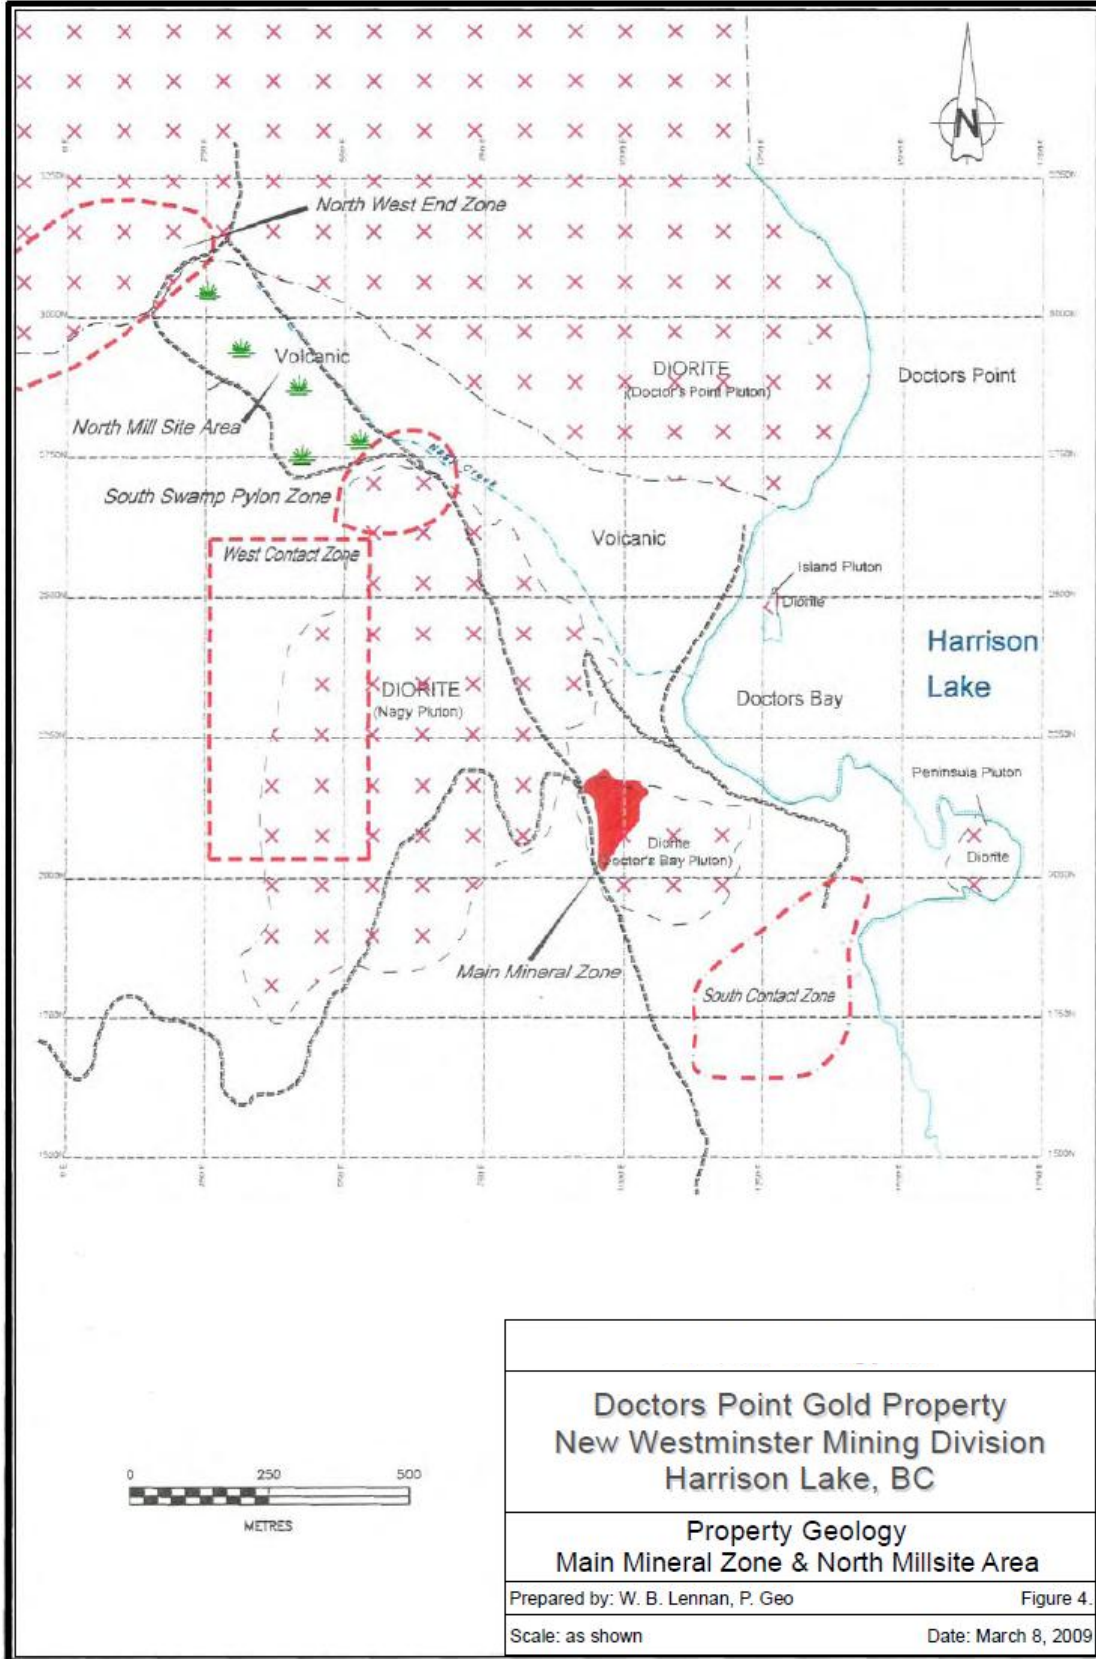 N
North West End Zone
Volcanic
DIORITE
(Doctor's Point Pluton)
Doctors Point
North Mill Site Area
Nagy Creek
South Swamp Pylon Zone
Volcanic
West Contact Zone
Island Pluton
Diorite
Harrison
Lake
DIORITE
(Nagy Pluton)
Doctors Bay
Peninsula Pluton
Diorite
(Doctor's Bay Pluton)
Diorite
Main Mineral Zone
South Contact Zone
0 250 500
METRES
Doctors Point Gold Property
New Westminster Mining Division
Harrison Lake, BC
Property Geology
Main Mineral Zone & North Millsite Area
Prepared by: W. B. Lennan, P. Geo Figure 4.
Scale: as shown Date: March 8, 2009